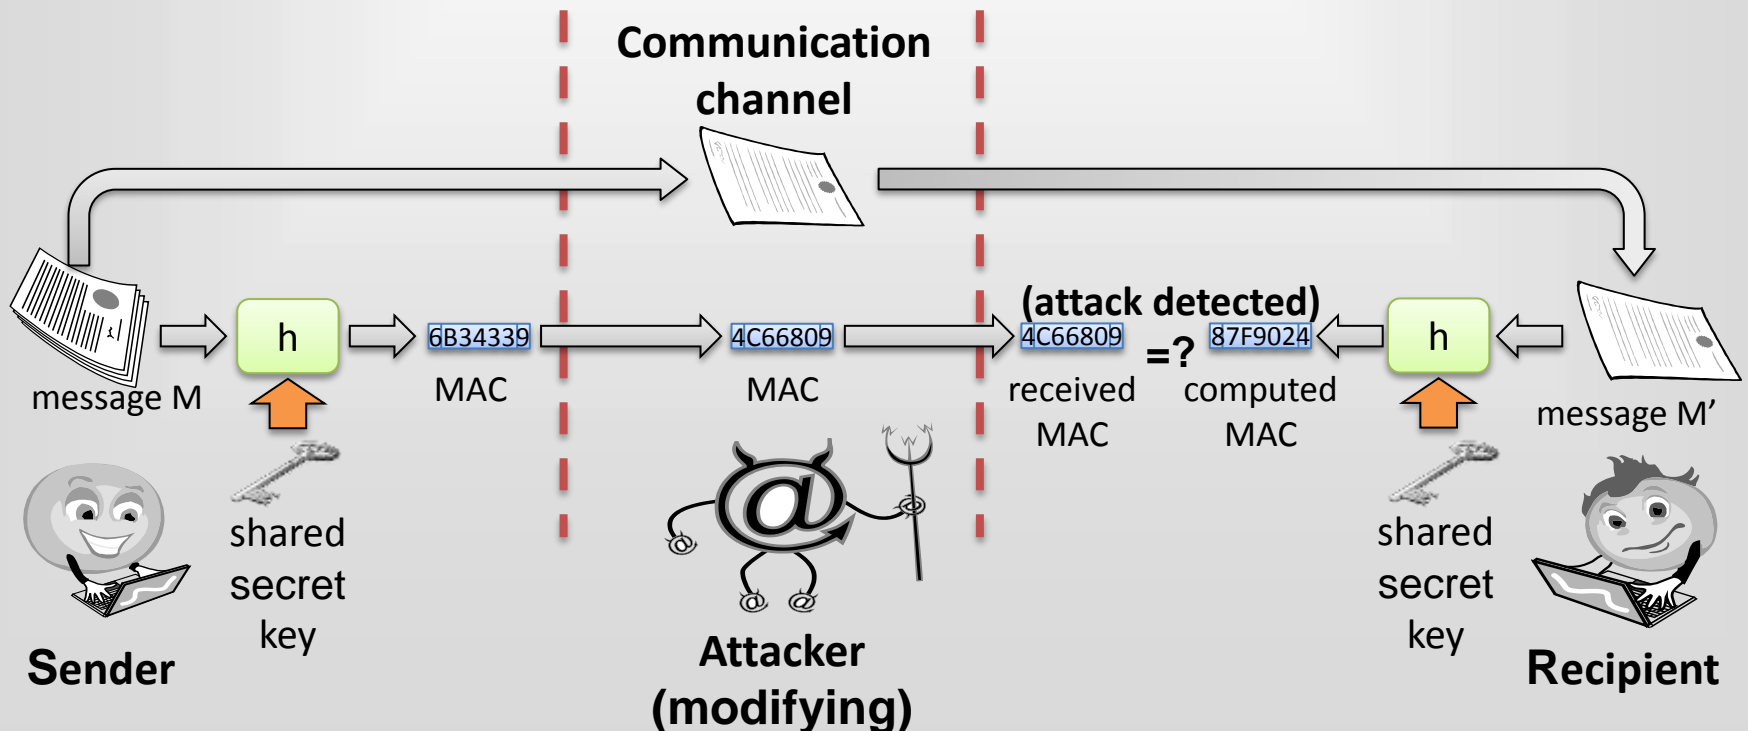 Communication
channel
(attack detected)
h
6B34339
4C66809
4C66809
=?
87F9024
h
message M
MAC
MAC
received
MAC
computed
MAC
message M’
@
@
@
@
shared
secret
key
shared
secret
key
Sender
Attacker
(modifying)
Recipient